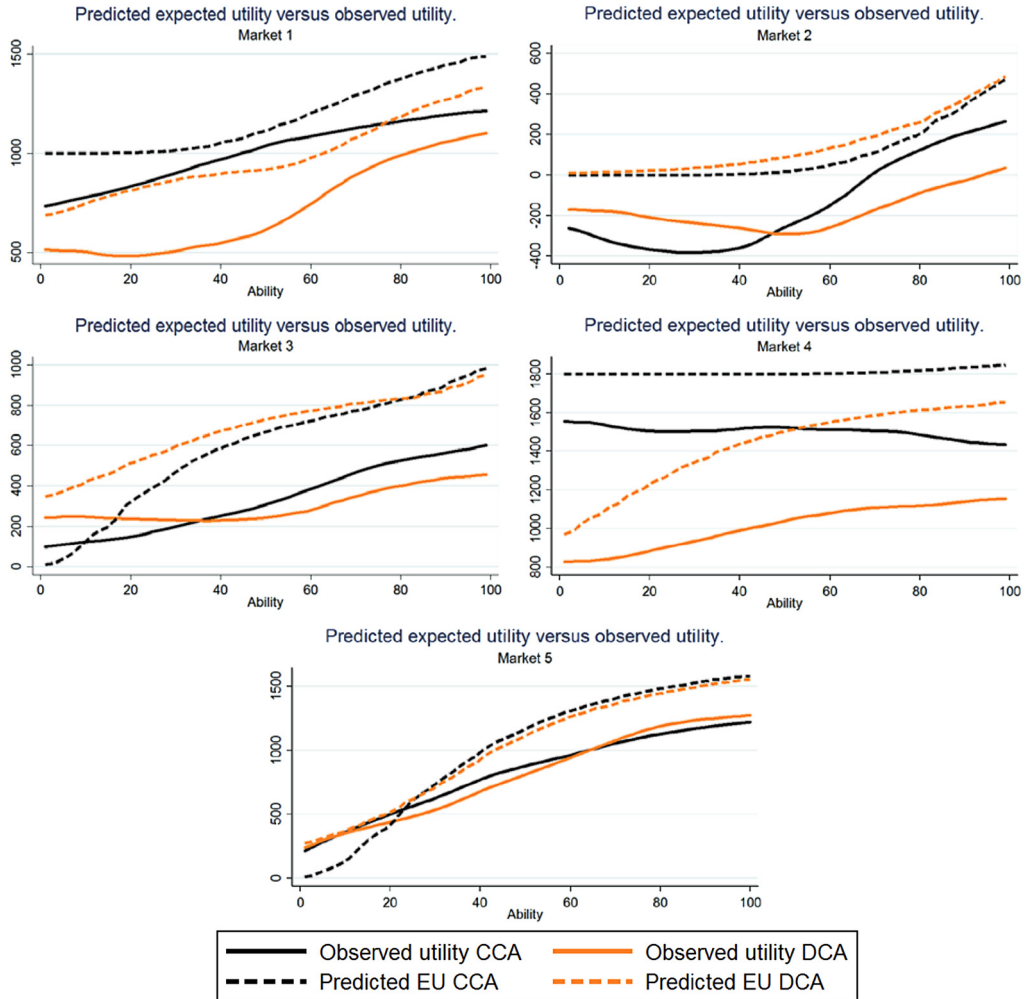 Predicted expected utility versus observed utility.
Market 1
1500
1000
500
0 20 40 60 80 100
Ability
Predicted expected utility versus observed utility.
Market 2
600
400
200
0
-200
-400
0 20 40 60 80 100
Ability
Predicted expected utility versus observed utility.
Market 3
1000
800
600
400
200
0
0 20 40 60 80 100
Ability
Predicted expected utility versus observed utility.
Market 4
1800
1600
1400
1200
1000
800
0 20 40 60 80 100
Ability
Predicted expected utility versus observed utility.
Market 5
1500
1000
500
0
0 20 40 60 80 100
Ability
Observed utility CCA Observed utility DCA
Predicted EU CCA Predicted EU DCA